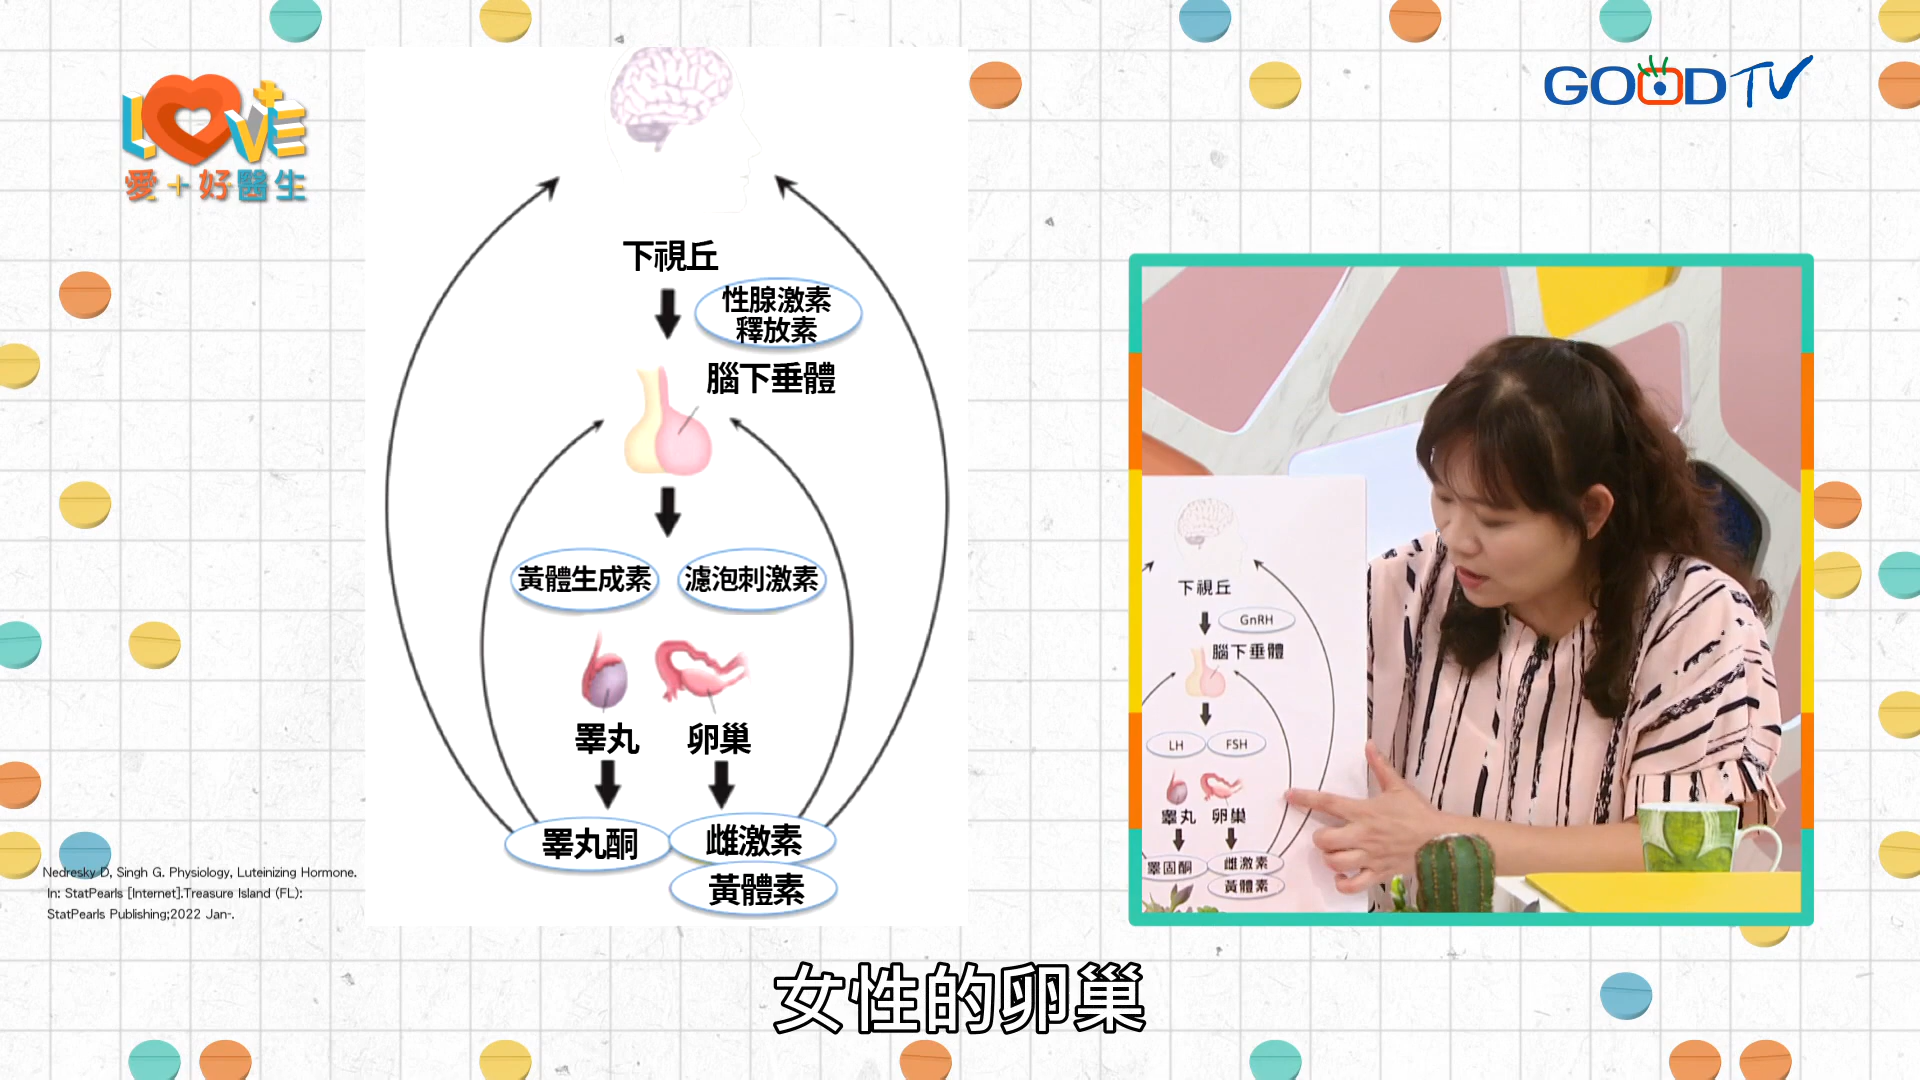 LOVE
愛+好醫生
GOODTV
下視丘
性腺激素
釋放素
腦下垂體
黃體生成素
濾泡刺激素
睪丸
卵巢
睪丸酮
雌激素
黃體素
Nedresky D, Singh G. Physiology, Luteinizing Hormone.
In: StatPearls [Internet].Treasure Island (FL):
StatPearls Publishing;2022 Jan-.
下視丘
GnRH
腦下垂體
LH
FSH
睪丸
卵巢
睪固酮
雌激素
黃體素
女性的卵巢